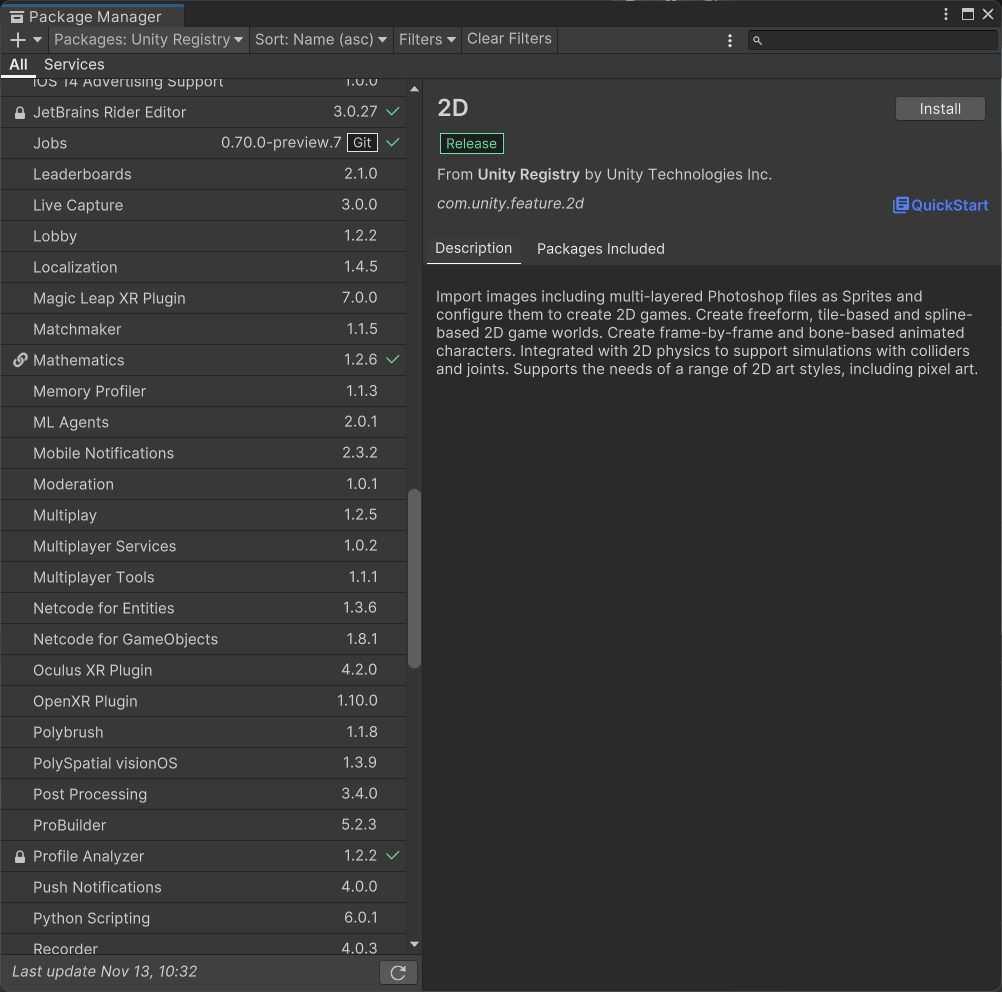 Package Manager
Packages: Unity Registry
Sort: Name (asc)
Filters
Clear Filters
All
Services
iOS 14 Advertising Support 1.0.0
JetBrains Rider Editor 3.0.27
Jobs 0.70.0-preview.7 Git
Leaderboards 2.1.0
Live Capture 3.0.0
Lobby 1.2.2
Localization 1.4.5
Magic Leap XR Plugin 7.0.0
Matchmaker 1.1.5
Mathematics 1.2.6
Memory Profiler 1.1.3
ML Agents 2.0.1
Mobile Notifications 2.3.2
Moderation 1.0.1
Multiplay 1.2.5
Multiplayer Services 1.0.2
Multiplayer Tools 1.1.1
Netcode for Entities 1.3.6
Netcode for GameObjects 1.8.1
Oculus XR Plugin 4.2.0
OpenXR Plugin 1.10.0
Polybrush 1.1.8
PolySpatial visionOS 1.3.9
Post Processing 3.4.0
ProBuilder 5.2.3
Profile Analyzer 1.2.2
Push Notifications 4.0.0
Python Scripting 6.0.1
Recorder 4.0.3
Last update Nov 13, 10:32
2D
Install
Release
From Unity Registry by Unity Technologies Inc.
com.unity.feature.2d
QuickStart
Description
Packages Included
Import images including multi-layered Photoshop files as Sprites and
configure them to create 2D games. Create freeform, tile-based and spline-
based 2D game worlds. Create frame-by-frame and bone-based animated
characters. Integrated with 2D physics to support simulations with colliders
and joints. Supports the needs of a range of 2D art styles, including pixel art.